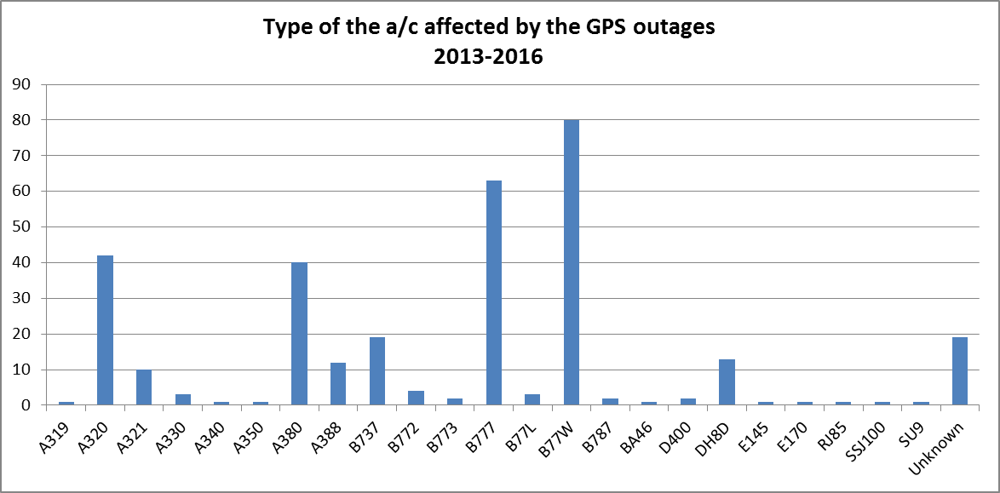 Type of the a/c affected by the GPS outages
2013-2016
90
80
70
60
50
40
30
20
10
0
A319
A320
A321
A330
A340
A350
A380
A388
B737
B772
B773
B777
B77L
B77W
B787
BA46
D400
DH8D
E145
E170
RJ85
SSJ100
SU9
Unknown